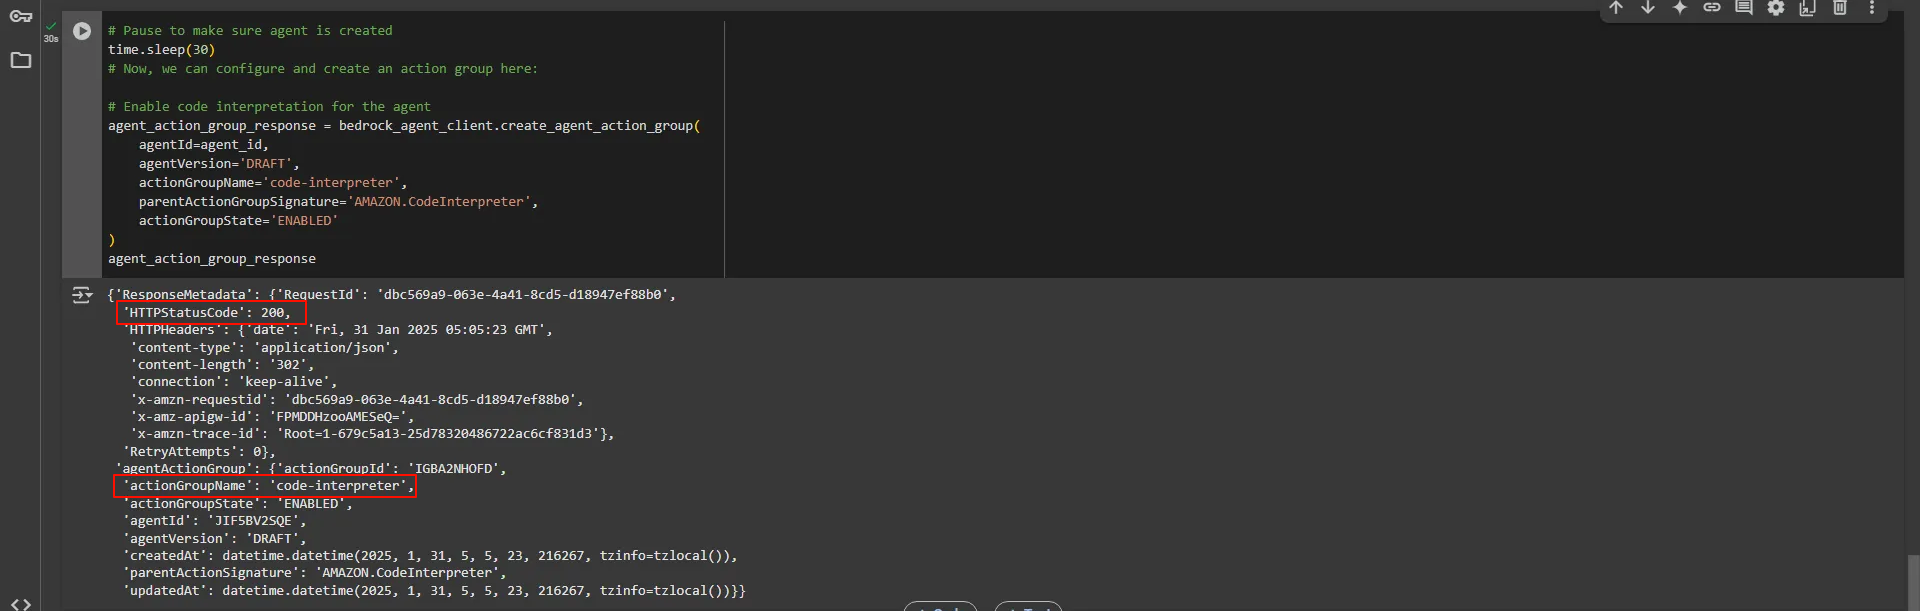 30s
# Pause to make sure agent is created
time.sleep(30)
# Now, we can configure and create an action group here:
# Enable code interpretation for the agent
agent_action_group_response = bedrock_agent_client.create_agent_action_group(
agentId=agent_id,
agentVersion='DRAFT',
actionGroupName='code-interpreter',
parentActionGroupSignature='AMAZON.CodeInterpreter',
actionGroupState='ENABLED'
)
agent_action_group_response
{'ResponseMetadata': {'RequestId': 'dbc569a9-063e-4a41-8cd5-d18947ef88b0',
'HTTPStatusCode': 200,
'HTTPHeaders': {'date': 'Fri, 31 Jan 2025 05:05:23 GMT',
'content-type': 'application/json',
'content-length': '302',
'connection': 'keep-alive',
'x-amzn-requestid': 'dbc569a9-063e-4a41-8cd5-d18947ef88b0',
'x-amz-apigw-id': 'FPMDDHzooAMESeQ=',
'x-amzn-trace-id': 'Root=1-679c5a13-25d78320486722ac6cf831d3'},
'RetryAttempts': 0},
'agentActionGroup': {'actionGroupId': 'IGBA2NHOFD',
'actionGroupName': 'code-interpreter',
'actionGroupState': 'ENABLED',
'agentId': 'JIF5BV2SQE',
'agentVersion': 'DRAFT',
'createdAt': datetime.datetime(2025, 1, 31, 5, 5, 23, 216267, tzinfo=tzlocal()),
'parentActionSignature': 'AMAZON.CodeInterpreter',
'updatedAt': datetime.datetime(2025, 1, 31, 5, 5, 23, 216267, tzinfo=tzlocal())}}